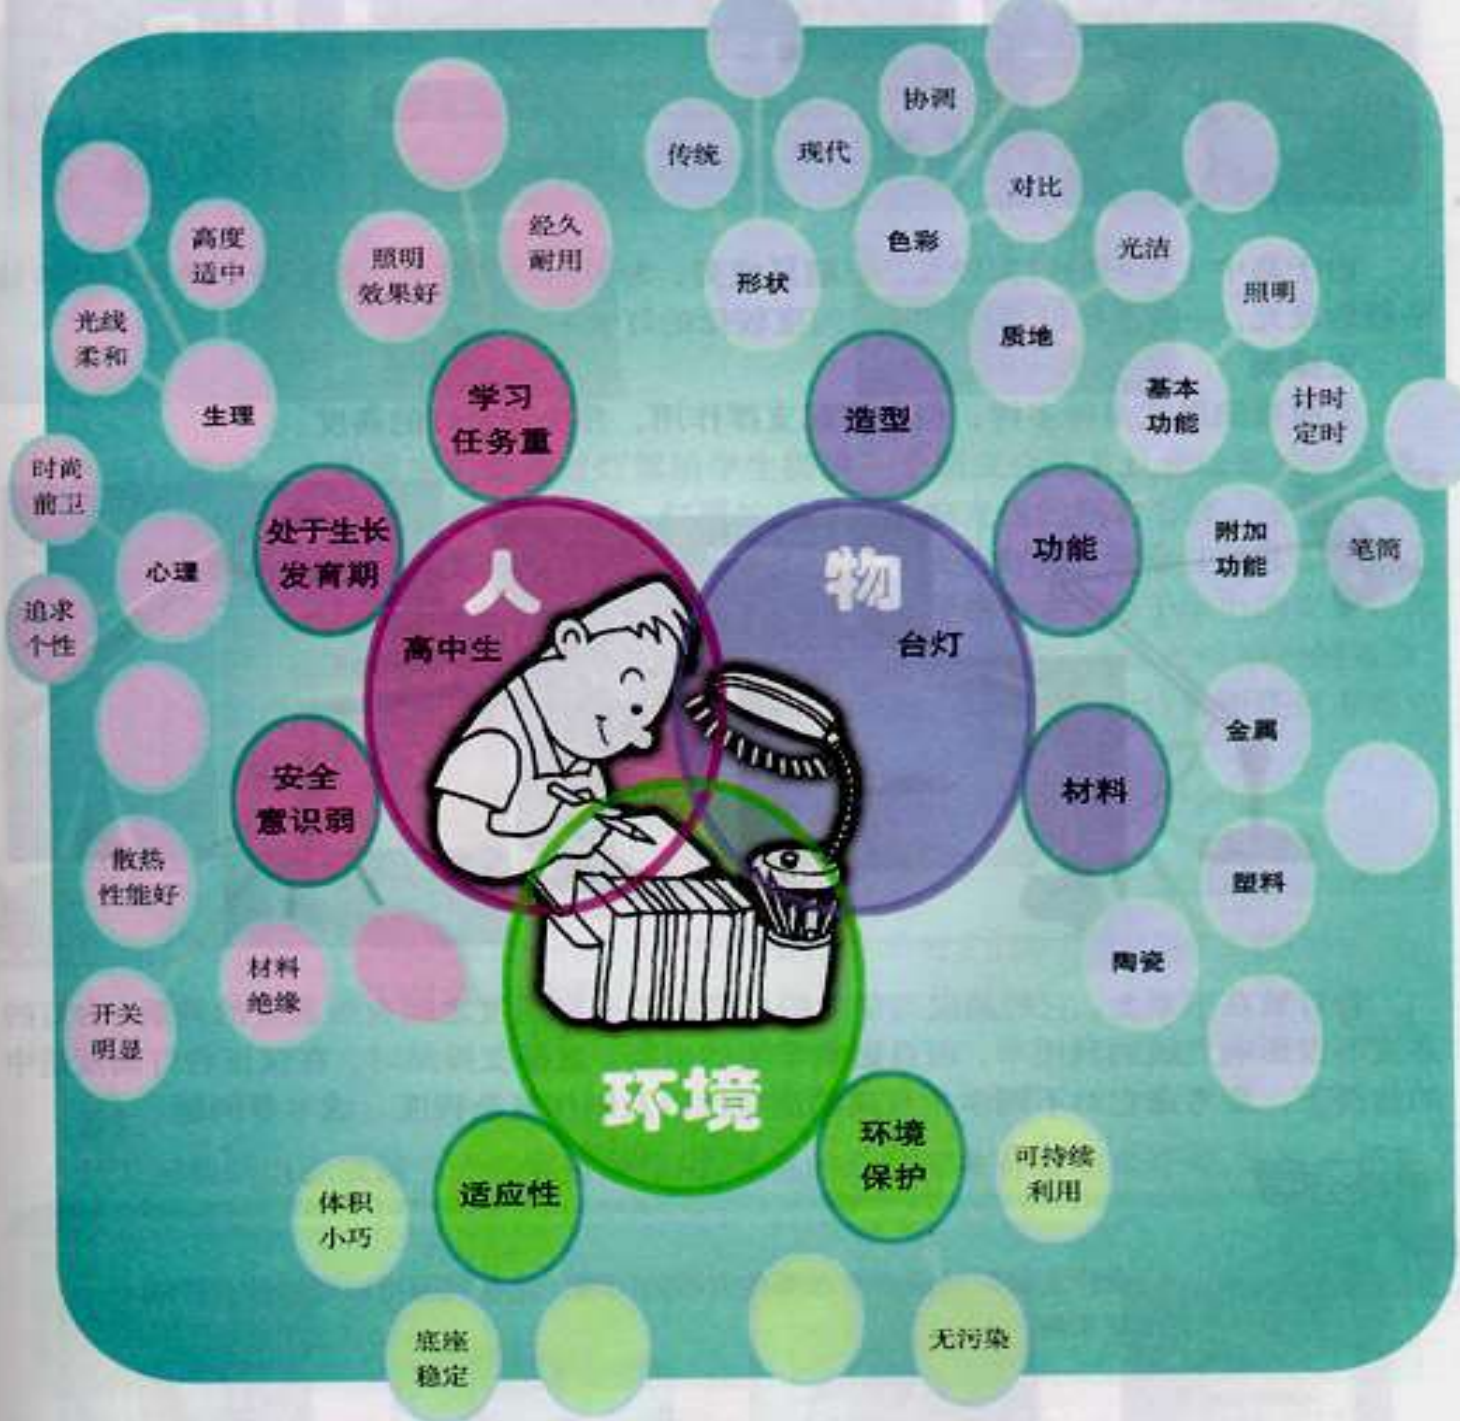 协调
传统
现代
对比
高度
适中
照明
效果好
经久
耐用
形状
色彩
光洁
照明
光线
柔和
质地
生理
学习
任务重
造型
基本
功能
计时
定时
时尚
前卫
心理
处于生长
发育期
人
高中生
物
台灯
功能
附加
功能
笔筒
追求
个性
安全
意识弱
材料
金属
散热
性能好
塑料
陶瓷
材料
绝缘
开关
明显
环境
适应性
环境
保护
可持续
利用
体积
小巧
底座
稳定
无污染